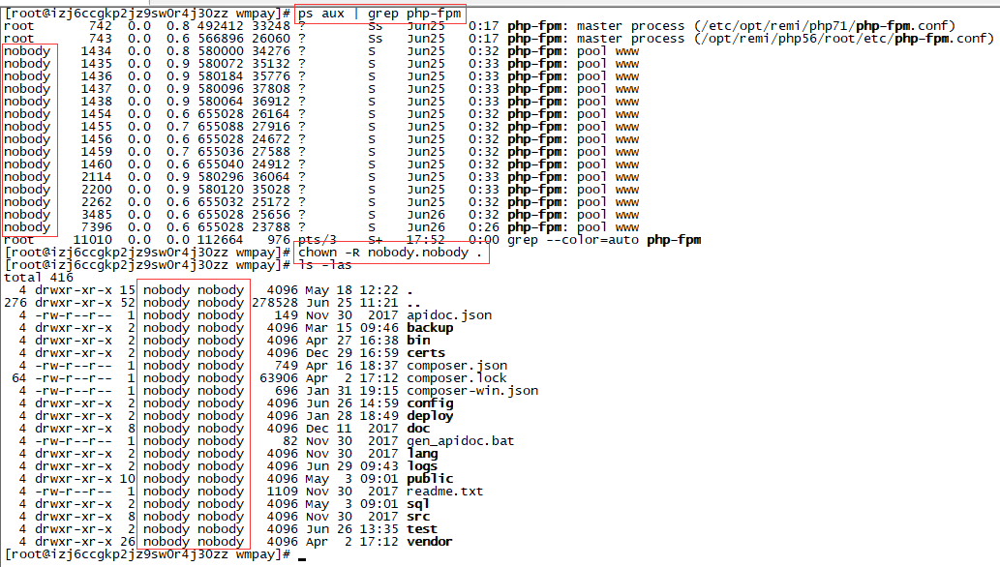 [root@izj6ccgkp2jz9sw0r4j30zz wmpay]# ps aux | grep php-fpm
root       742  0.0  0.8 492412 33248 ?        Ss   Jun25   0:17 php-fpm: master process (/etc/opt/remi/php71/php-fpm.conf)
root       743  0.0  0.6 566896 26060 ?        Ss   Jun25   0:17 php-fpm: master process (/opt/remi/php56/root/etc/php-fpm.conf)
nobody    1434  0.0  0.8 580000 34276 ?        S    Jun25   0:32 php-fpm: pool www
nobody    1435  0.0  0.9 580072 35132 ?        S    Jun25   0:33 php-fpm: pool www
nobody    1436  0.0  0.9 580184 35776 ?        S    Jun25   0:33 php-fpm: pool www
nobody    1437  0.0  0.9 580096 37808 ?        S    Jun25   0:33 php-fpm: pool www
nobody    1438  0.0  0.9 580064 36912 ?        S    Jun25   0:33 php-fpm: pool www
nobody    1454  0.0  0.6 655028 26164 ?        S    Jun25   0:32 php-fpm: pool www
nobody    1455  0.0  0.7 655088 27916 ?        S    Jun25   0:32 php-fpm: pool www
nobody    1456  0.0  0.6 655028 24672 ?        S    Jun25   0:33 php-fpm: pool www
nobody    1459  0.0  0.7 655036 27588 ?        S    Jun25   0:32 php-fpm: pool www
nobody    1460  0.0  0.6 655040 24912 ?        S    Jun25   0:32 php-fpm: pool www
nobody    2114  0.0  0.9 580296 36064 ?        S    Jun25   0:33 php-fpm: pool www
nobody    2200  0.0  0.9 580120 35028 ?        S    Jun25   0:33 php-fpm: pool www
nobody    2262  0.0  0.6 655032 25172 ?        S    Jun25   0:32 php-fpm: pool www
nobody    3485  0.0  0.6 655028 25656 ?        S    Jun26   0:32 php-fpm: pool www
nobody    7396  0.0  0.6 655028 23788 ?        S    Jun26   0:26 php-fpm: pool www
root     11010  0.0  0.0 112664   976 pts/3    S+   17:52   0:00 grep --color=auto php-fpm
[root@izj6ccgkp2jz9sw0r4j30zz wmpay]# chown -R nobody.nobody .
[root@izj6ccgkp2jz9sw0r4j30zz wmpay]# ls -las
total 416
  4 drwxr-xr-x 15 nobody nobody   4096 May 18 12:22 .
276 drwxr-xr-x 52 nobody nobody 278528 Jun 25 11:21 ..
  4 -rw-r--r--  1 nobody nobody    149 Nov 30  2017 apidoc.json
  4 drwxr-xr-x  2 nobody nobody   4096 Mar 15 09:46 backup
  4 drwxr-xr-x  2 nobody nobody   4096 Apr 27 16:38 bin
  4 drwxr-xr-x  2 nobody nobody   4096 Dec 29 16:59 certs
  4 -rw-r--r--  1 nobody nobody    749 Apr 16 18:37 composer.json
 64 -rw-r--r--  1 nobody nobody  63906 Apr  2 17:12 composer.lock
  4 -rw-r--r--  1 nobody nobody    696 Jan 31 19:15 composer-win.json
  4 drwxr-xr-x  2 nobody nobody   4096 Jun 26 14:59 config
  4 drwxr-xr-x  2 nobody nobody   4096 Jan 28 18:49 deploy
  4 drwxr-xr-x  8 nobody nobody   4096 Dec 11  2017 doc
  4 -rw-r--r--  1 nobody nobody     82 Nov 30  2017 gen_apidoc.bat
  4 drwxr-xr-x  2 nobody nobody   4096 Nov 30  2017 lang
  4 drwxr-xr-x  2 nobody nobody   4096 Jun 29 09:43 logs
  4 drwxr-xr-x 10 nobody nobody   4096 May  3 09:01 public
  4 -rw-r--r--  1 nobody nobody   1109 Nov 30  2017 readme.txt
  4 drwxr-xr-x  2 nobody nobody   4096 May  3 09:01 sql
  4 drwxr-xr-x  8 nobody nobody   4096 Nov 30  2017 src
  4 drwxr-xr-x  2 nobody nobody   4096 Jun 26 13:35 test
  4 drwxr-xr-x 26 nobody nobody   4096 Apr  2 17:12 vendor
[root@izj6ccgkp2jz9sw0r4j30zz wmpay]#